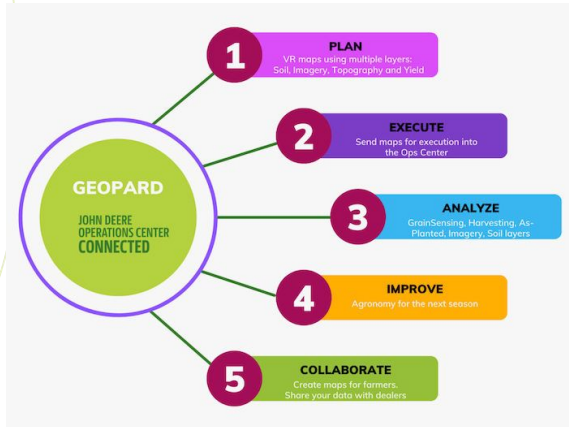 GEOPARD
JOHN DEERE
OPERATIONS CENTER
CONNECTED
1
PLAN
VR maps using multiple layers:
Soil, Imagery, Topography and Yield
2
EXECUTE
Send maps for execution into
the Ops Center
3
ANALYZE
GrainSensing, Harvesting, As-
Planted, Imagery, Soil layers
4
IMPROVE
Agronomy for the next season
5
COLLABORATE
Create maps for farmers.
Share your data with dealers